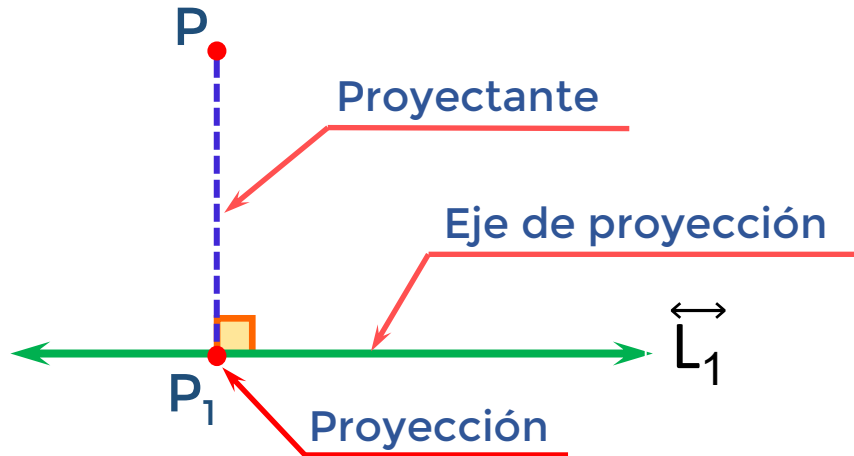 P
Proyectante
Eje de proyección
L1
P1
Proyección